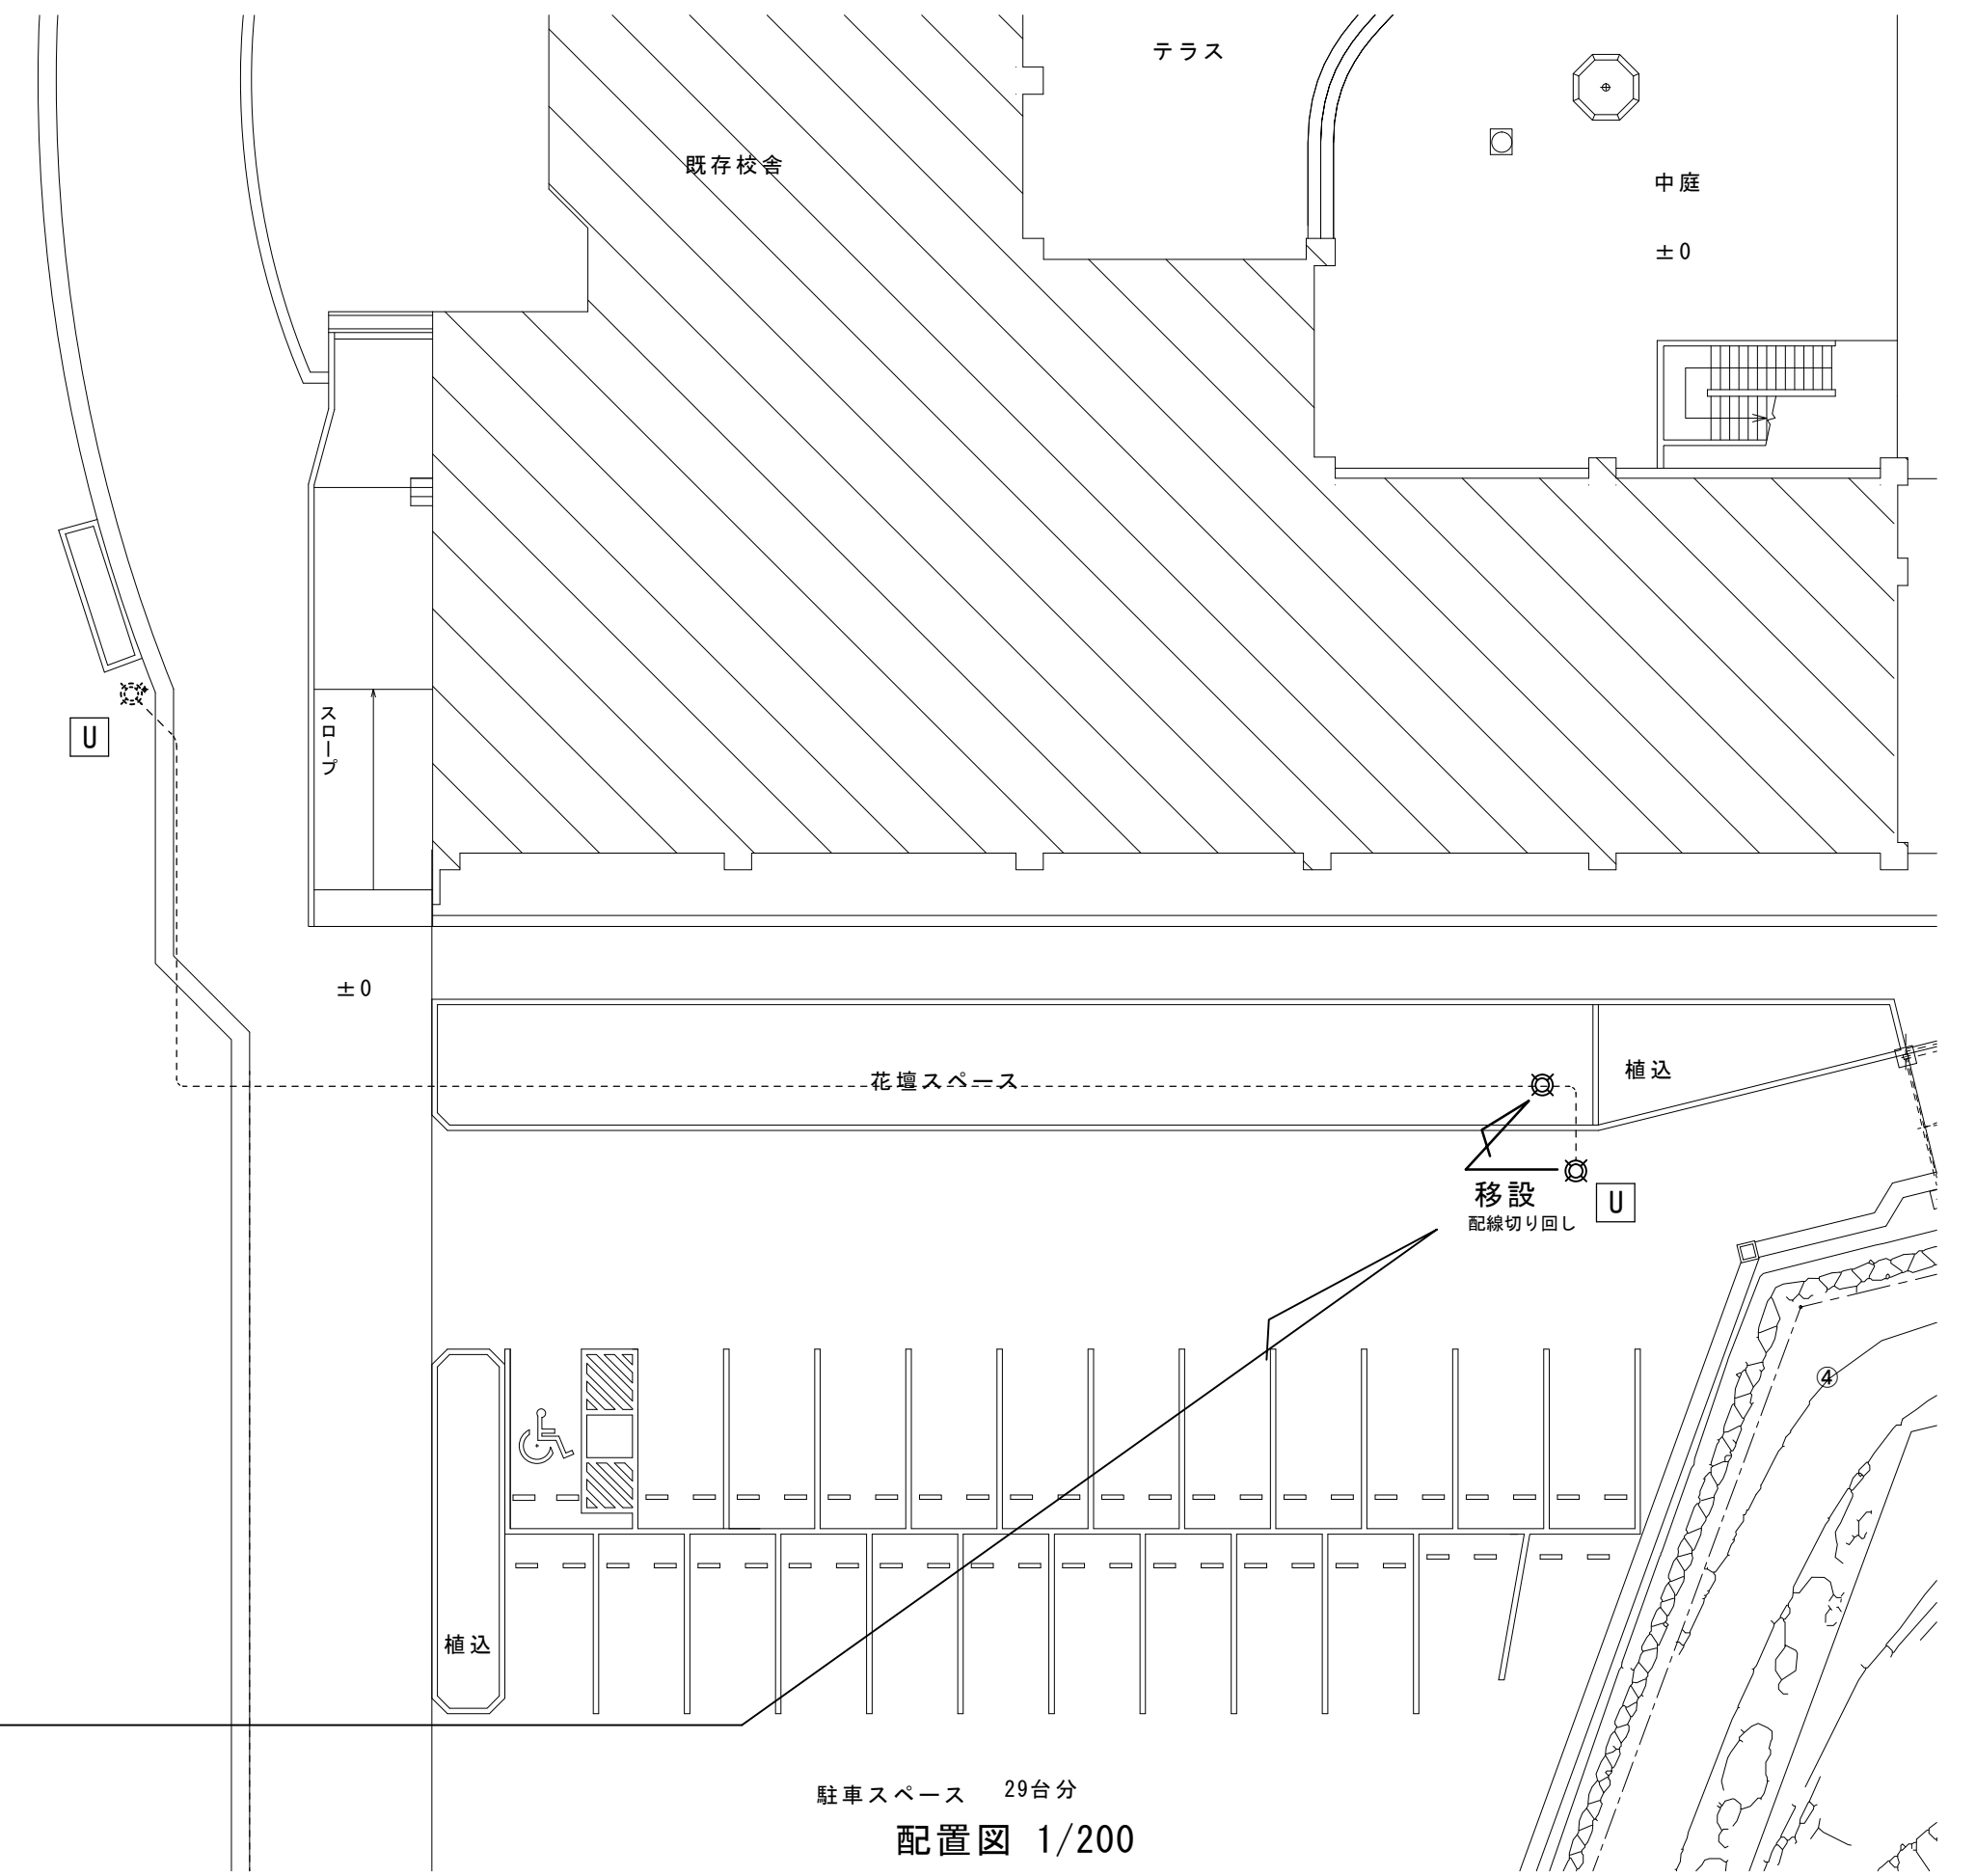 テラス
既存校舎
中庭
±0
U
スロープ
±0
花壇スペース
植込
移設
U
配線切り回し
④
植込
駐車スペース 29台分
配置図 1/200